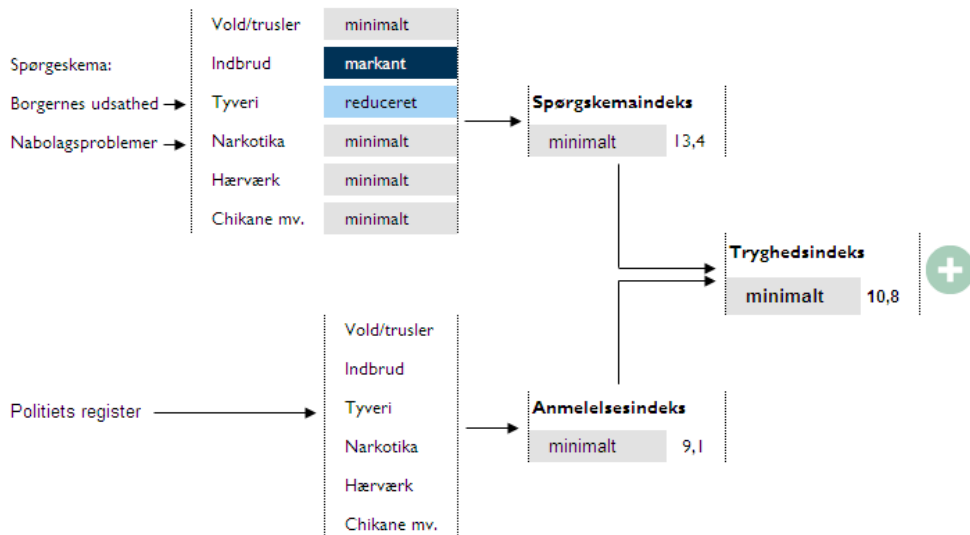 Vold/trusler minimalt
Spørgeskema: Indbrud markant
Borgernes udsathed Tyveri reduceret
Spørgskemaindeks
Nabolagsproblemer Narkotika minimalt
minimalt 13,4
Hærværk minimalt
Chikane mv. minimalt
Tryghedsindeks
minimalt 10,8
Vold/trusler
Indbrud
Politiets register Tyveri
Anmelelsesindeks
Narkotika
minimalt 9,1
Hærværk
Chikane mv.